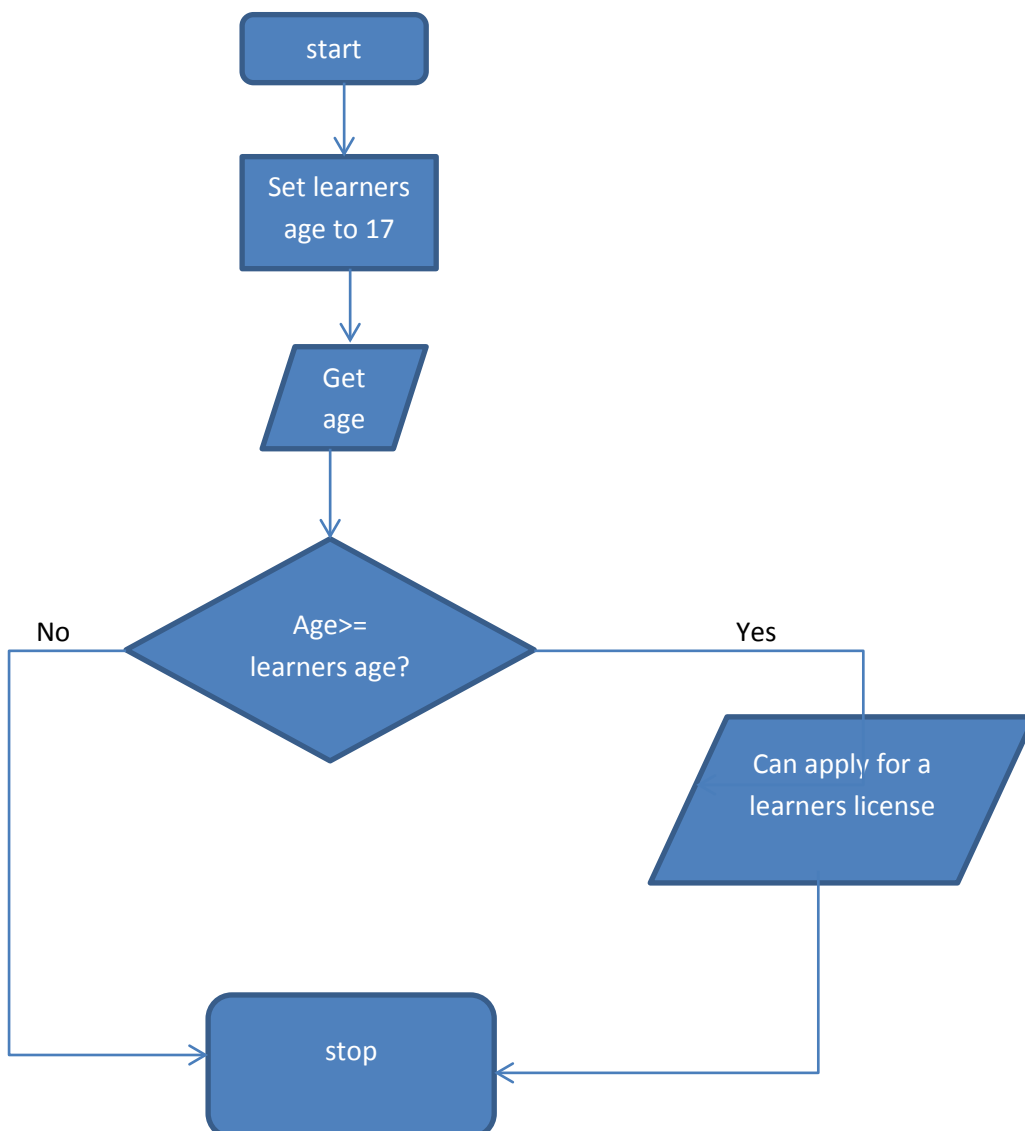 start
Set learners
age to 17
Get
age
Age>=
learners age?
No
Yes
Can apply for a
learners license
stop